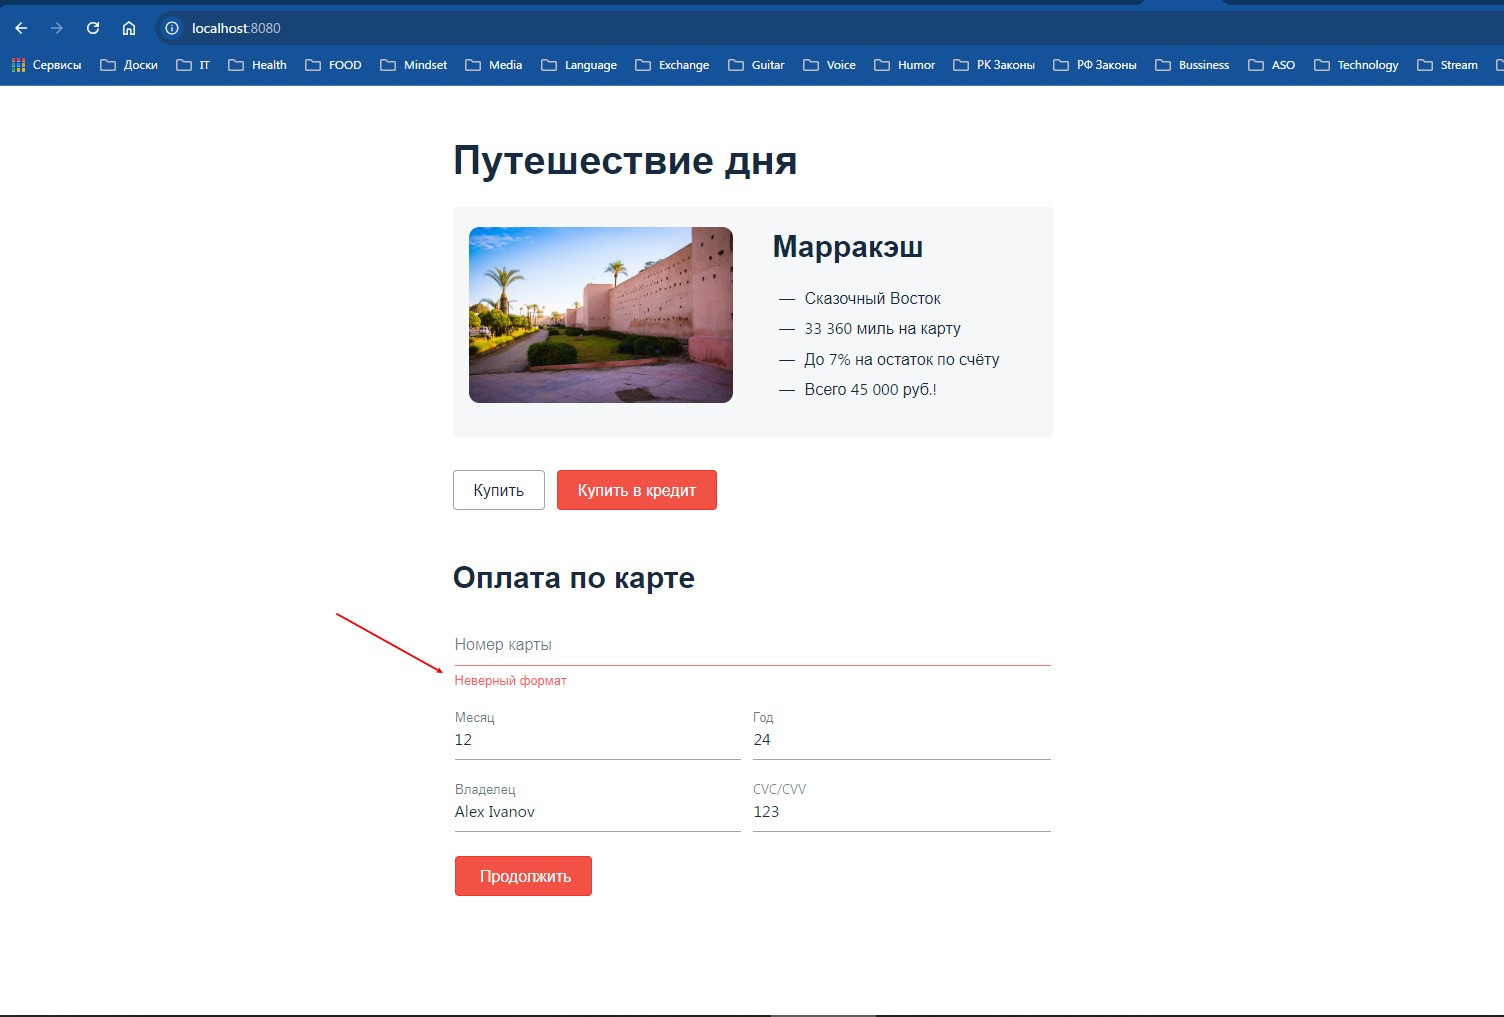 localhost:8080
Сервисы Доски IT Health FOOD Mindset Media Language Exchange Guitar Voice Humor РК Законы РФ Законы Bussiness ASO Technology Stream
Путешествие дня
Марракэш
— Сказочный Восток
— 33 360 миль на карту
— До 7% на остаток по счёту
— Всего 45 000 руб.!
Купить Купить в кредит
Оплата по карте
Номер карты
Неверный формат
Месяц Год
12 24
Владелец CVC/CVV
Alex Ivanov 123
Продолжить